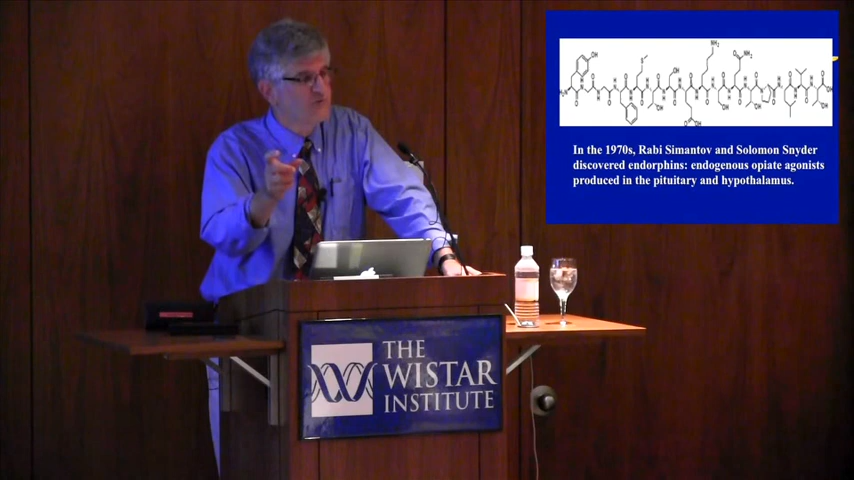 In the 1970s, Rabi Simantov and Solomon Snyder
discovered endorphins: endogenous opiate agonists
produced in the pituitary and hypothalamus.
THE
WISTAR
INSTITUTE